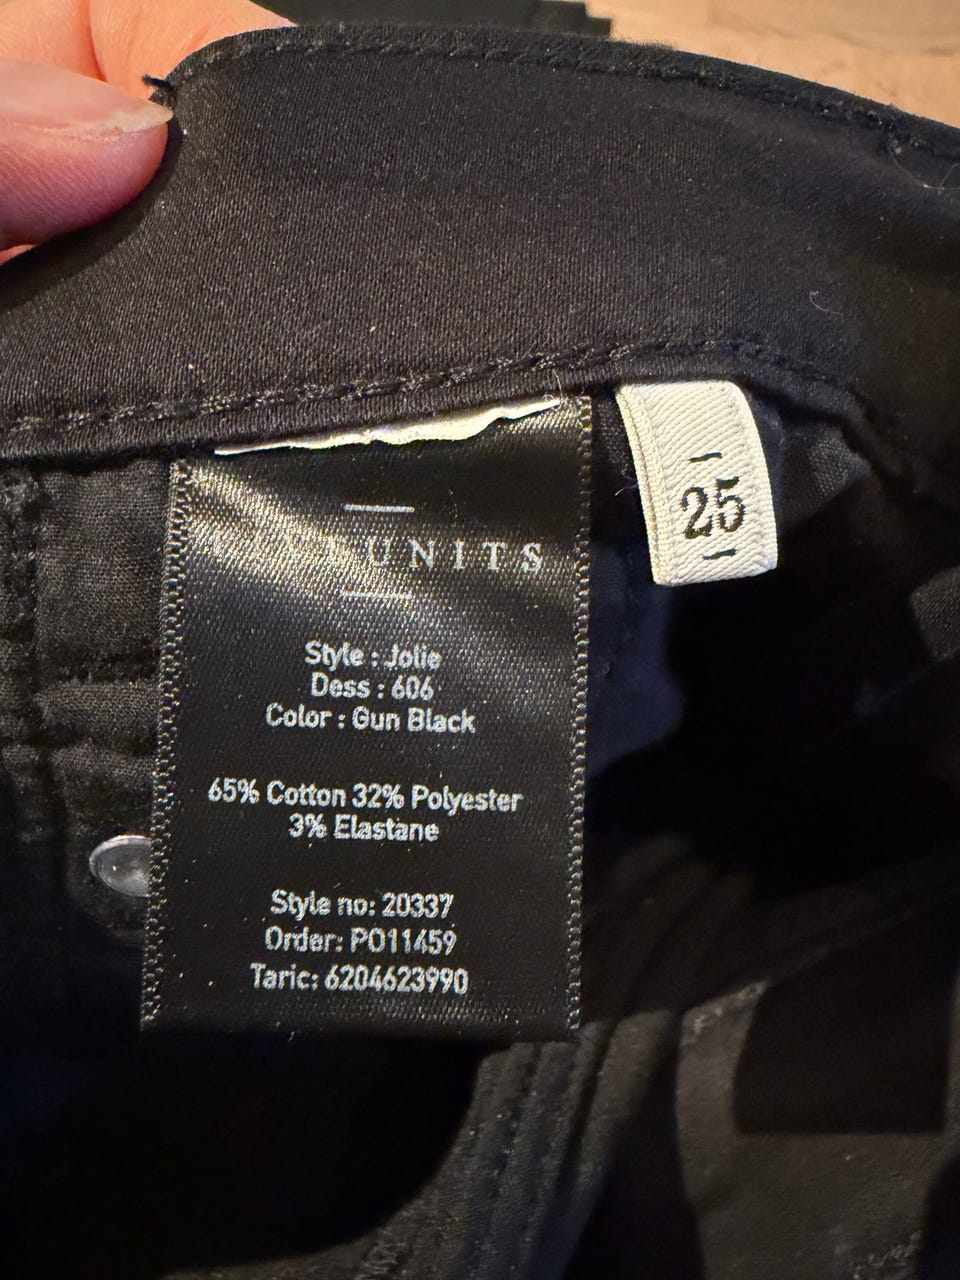 UNITS
Style : Jolie
Dess : 606
Color : Gun Black
65% Cotton 32% Polyester
3% Elastane
Style no: 20337
Order: PO11459
Taric: 6204623990
25